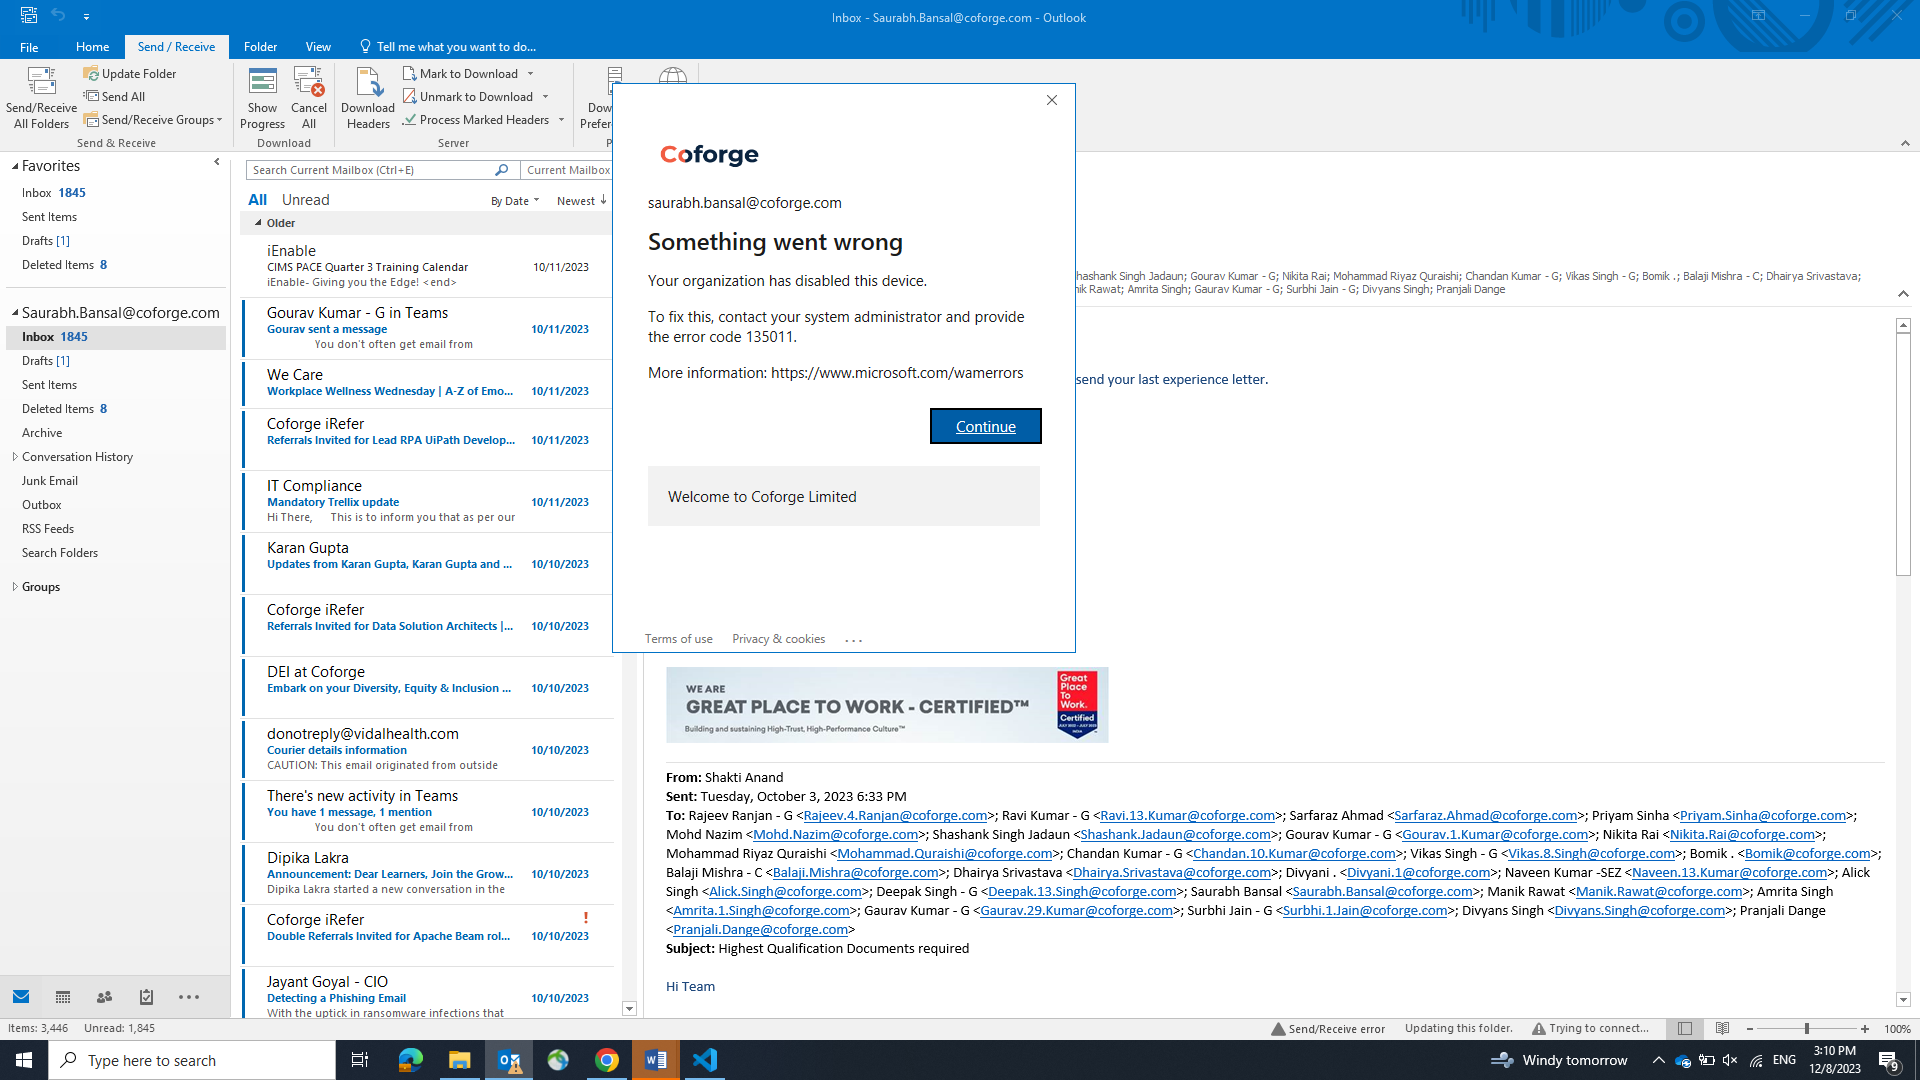 Inbox - Saurabh.Bansal@coforge.com - Outlook
File Home Send / Receive Folder View Tell me what you want to do...
Send/Receive All Folders
Update Folder
Send All
Send/Receive Groups
Send & Receive
Show Progress
Cancel All
Download
Download Headers
Mark to Download
Unmark to Download
Process Marked Headers
Server
Favorites
Inbox 1845
Sent Items
Drafts [1]
Deleted Items 8
Saurabh.Bansal@coforge.com
Inbox 1845
Drafts [1]
Sent Items
Deleted Items 8
Archive
Conversation History
Junk Email
Outbox
RSS Feeds
Search Folders
Groups
Search Current Mailbox (Ctrl+E) Current Mailbox
All Unread By Date Newest
Older
iEnable
CIMS PACE Quarter 3 Training Calendar 10/11/2023
iEnable- Giving you the Edge! <end>
Gourav Kumar - G in Teams
Gourav sent a message 10/11/2023
You don't often get email from
We Care
Workplace Wellness Wednesday | A-Z of Emo... 10/11/2023
Coforge iRefer
Referrals Invited for Lead RPA UiPath Develop... 10/11/2023
IT Compliance
Mandatory Trellix update 10/11/2023
Hi There, This is to inform you that as per our
Karan Gupta
Updates from Karan Gupta, Karan Gupta and ... 10/10/2023
Coforge iRefer
Referrals Invited for Data Solution Architects |... 10/10/2023
DEI at Coforge
Embark on your Diversity, Equity & Inclusion ... 10/10/2023
donotreply@vidalhealth.com
Courier details information 10/10/2023
CAUTION: This email originated from outside
There's new activity in Teams
You have 1 message, 1 mention 10/10/2023
You don't often get email from
Dipika Lakra
Announcement: Dear Learners, Join the Grow... 10/10/2023
Dipika Lakra started a new conversation in the
Coforge iRefer !
Double Referrals Invited for Apache Beam rol... 10/10/2023
Jayant Goyal - CIO
Detecting a Phishing Email 10/10/2023
With the uptick in ransomware infections that
Coforge
saurabh.bansal@coforge.com
Something went wrong
Your organization has disabled this device.
To fix this, contact your system administrator and provide
the error code 135011.
More information: https://www.microsoft.com/wamerrors
Continue
Welcome to Coforge Limited
Terms of use Privacy & cookies ...
hashank Singh Jadaun; Gourav Kumar - G; Nikita Rai; Mohammad Riyaz Quraishi; Chandan Kumar - G; Vikas Singh - G; Bomik .; Balaji Mishra - C; Dhairya Srivastava;
nik Rawat; Amrita Singh; Gaurav Kumar - G; Surbhi Jain - G; Divyans Singh; Pranjali Dange
send your last experience letter.
WE ARE
GREAT PLACE TO WORK - CERTIFIED™
Building and sustaining High-Trust, High-Performance Culture™
Great
Place
To
Work.
Certified
From: Shakti Anand
Sent: Tuesday, October 3, 2023 6:33 PM
To: Rajeev Ranjan - G <Rajeev.4.Ranjan@coforge.com>; Ravi Kumar - G <Ravi.13.Kumar@coforge.com>; Sarfaraz Ahmad <Sarfaraz.Ahmad@coforge.com>; Priyam Sinha <Priyam.Sinha@coforge.com>;
Mohd Nazim <Mohd.Nazim@coforge.com>; Shashank Singh Jadaun <Shashank.Jadaun@coforge.com>; Gourav Kumar - G <Gourav.1.Kumar@coforge.com>; Nikita Rai <Nikita.Rai@coforge.com>;
Mohammad Riyaz Quraishi <Mohammad.Quraishi@coforge.com>; Chandan Kumar - G <Chandan.10.Kumar@coforge.com>; Vikas Singh - G <Vikas.8.Singh@coforge.com>; Bomik . <Bomik@coforge.com>;
Balaji Mishra - C <Balaji.Mishra@coforge.com>; Dhairya Srivastava <Dhairya.Srivastava@coforge.com>; Divyani . <Divyani.1@coforge.com>; Naveen Kumar -SEZ <Naveen.13.Kumar@coforge.com>; Alick
Singh <Alick.Singh@coforge.com>; Deepak Singh - G <Deepak.13.Singh@coforge.com>; Saurabh Bansal <Saurabh.Bansal@coforge.com>; Manik Rawat <Manik.Rawat@coforge.com>; Amrita Singh
<Amrita.1.Singh@coforge.com>; Gaurav Kumar - G <Gaurav.29.Kumar@coforge.com>; Surbhi Jain - G <Surbhi.1.Jain@coforge.com>; Divyans Singh <Divyans.Singh@coforge.com>; Pranjali Dange
<Pranjali.Dange@coforge.com>
Subject: Highest Qualification Documents required
Hi Team
Items: 3,446 Unread: 1,845 Send/Receive error Updating this folder. Trying to connect... 100%
Type here to search Windy tomorrow ENG 3:10 PM
12/8/2023 9